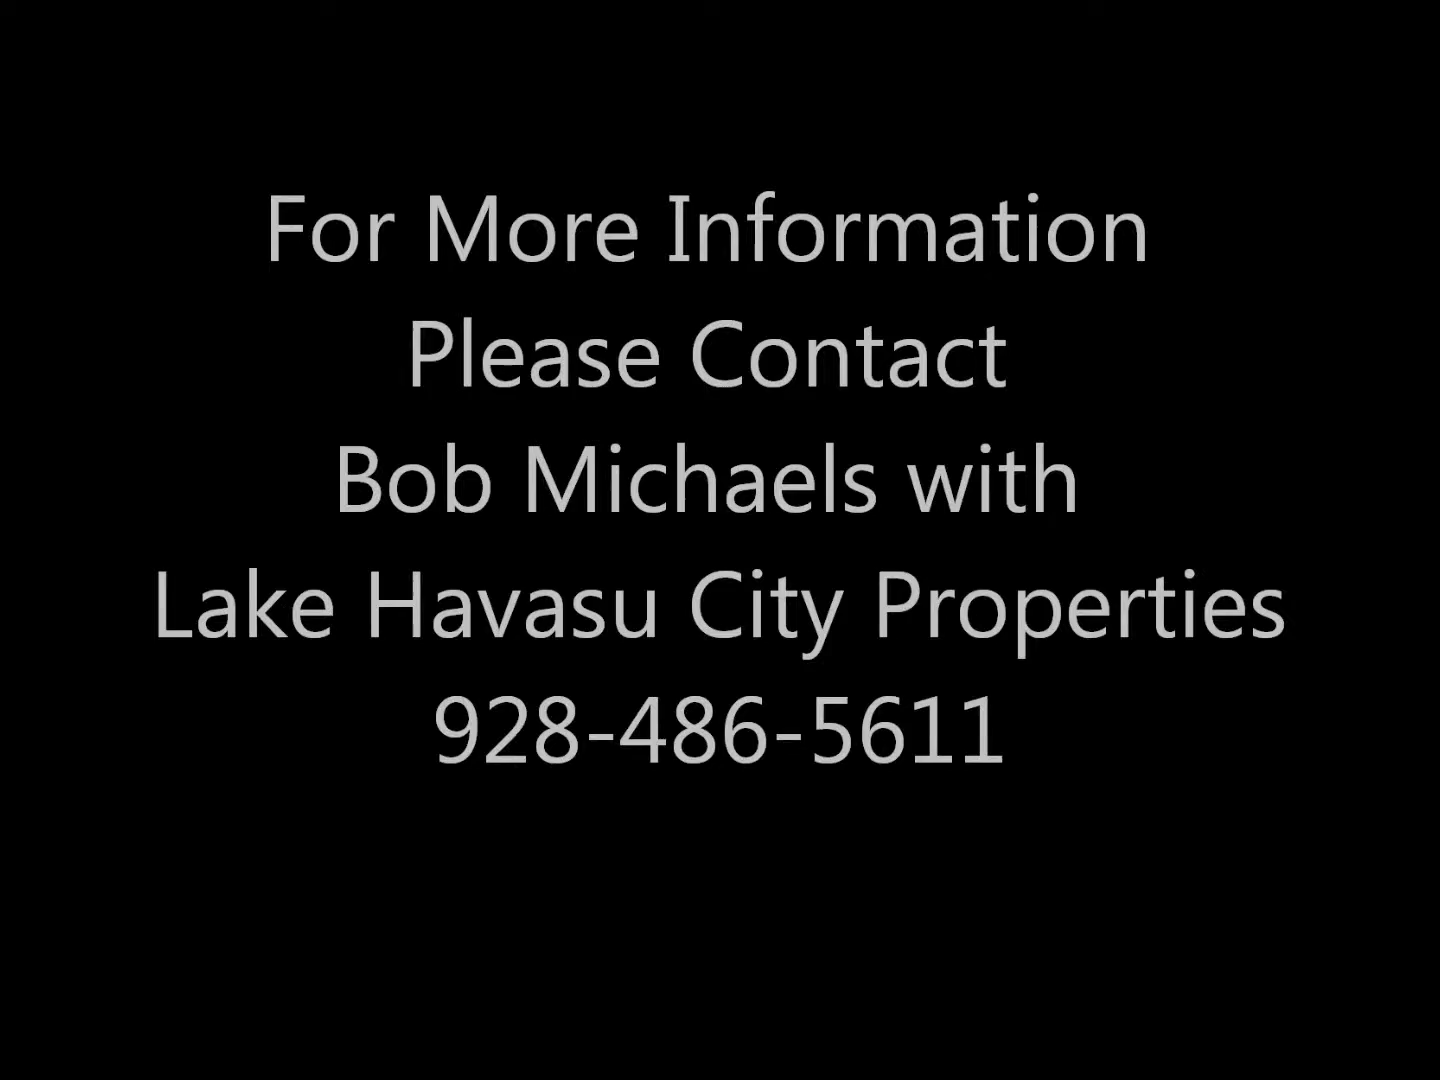 For More Information
Please Contact
Bob Michaels with
Lake Havasu City Properties
928-486-5611